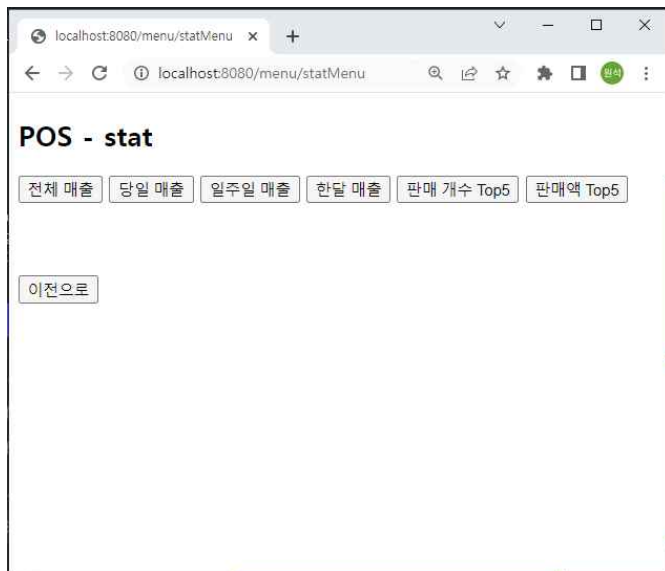 localhost:8080/menu/statMenu
localhost:8080/menu/statMenu
원석
POS - stat
전체 매출 당일 매출 일주일 매출 한달 매출 판매 개수 Top5 판매액 Top5
이전으로